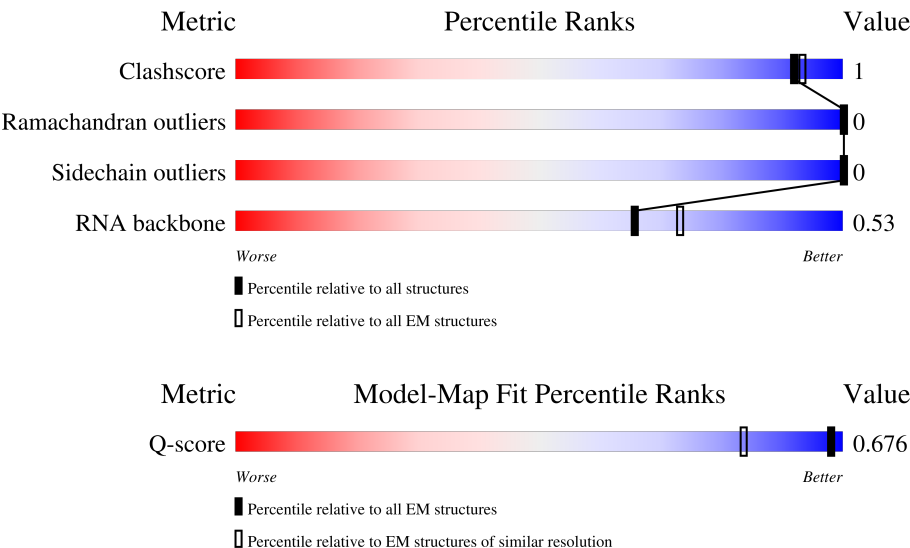 Metric Percentile Ranks Value
Clashscore 1
Ramachandran outliers 0
Sidechain outliers 0
RNA backbone 0.53
Worse Better
Percentile relative to all structures
Percentile relative to all EM structures
Metric Model-Map Fit Percentile Ranks Value
Q-score 0.676
Worse Better
Percentile relative to all EM structures
Percentile relative to EM structures of similar resolution